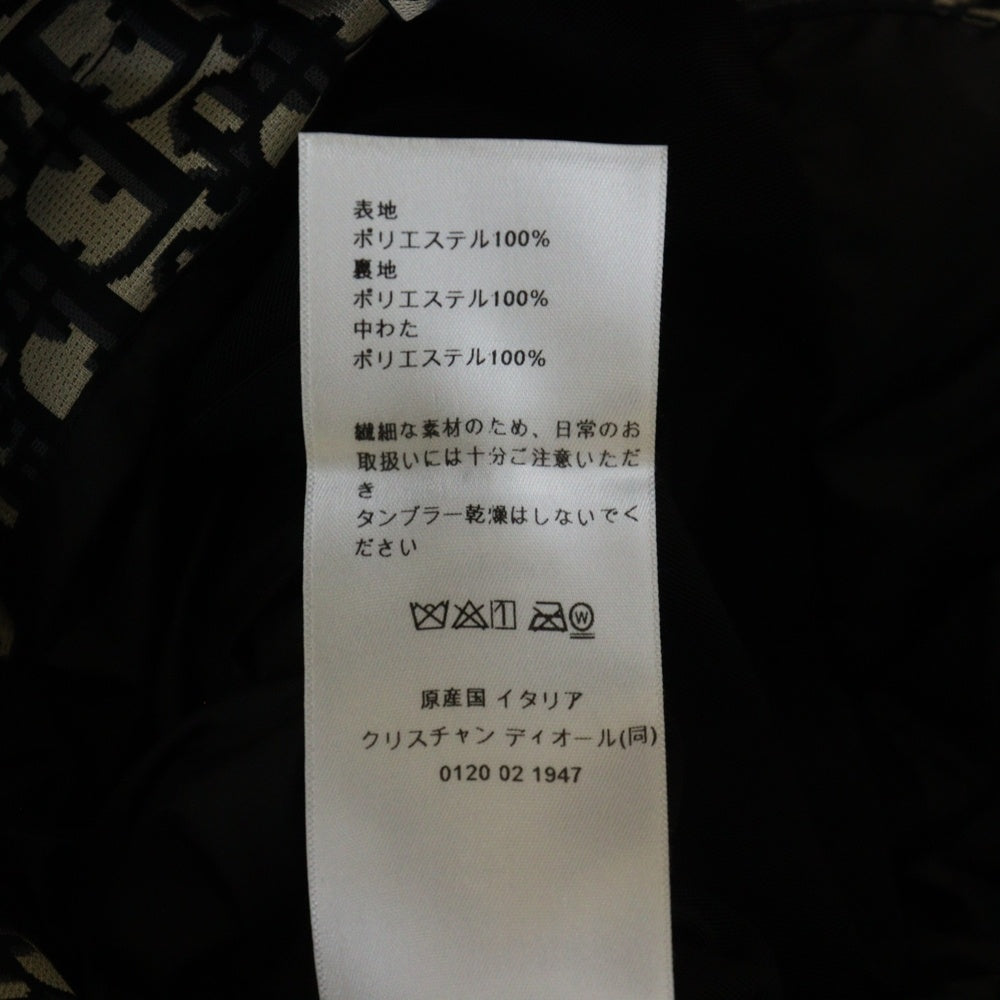 表地
ポリエステル100%
裏地
ポリエステル100%
中わた
ポリエステル100%
繊細な素材のため、日常のお
取扱いには十分ご注意いただ
き
タンブラー乾燥はしないでく
ださい
W
原産国 イタリア
クリスチャン ディオール(同)
0120 02 1947